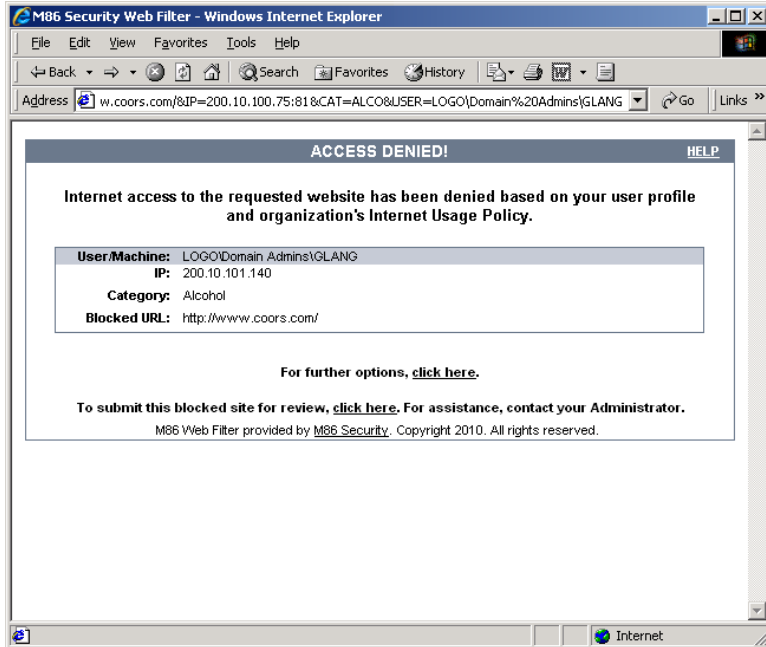 M86 Security Web Filter - Windows Internet Explorer
File Edit View Favorites Tools Help
Back Search Favorites History
Address w.coors.com/&IP=200.10.100.75:81&CAT=ALCO&USER=LOGO\Domain%20Admins\GLANG Go Links »
ACCESS DENIED! HELP
Internet access to the requested website has been denied based on your user profile
and organization's Internet Usage Policy.
User/Machine: LOGO\Domain Admins\GLANG
IP: 200.10.101.140
Category: Alcohol
Blocked URL: http://www.coors.com/
For further options, click here.
To submit this blocked site for review, click here. For assistance, contact your Administrator.
M86 Web Filter provided by M86 Security. Copyright 2010. All rights reserved.
Internet